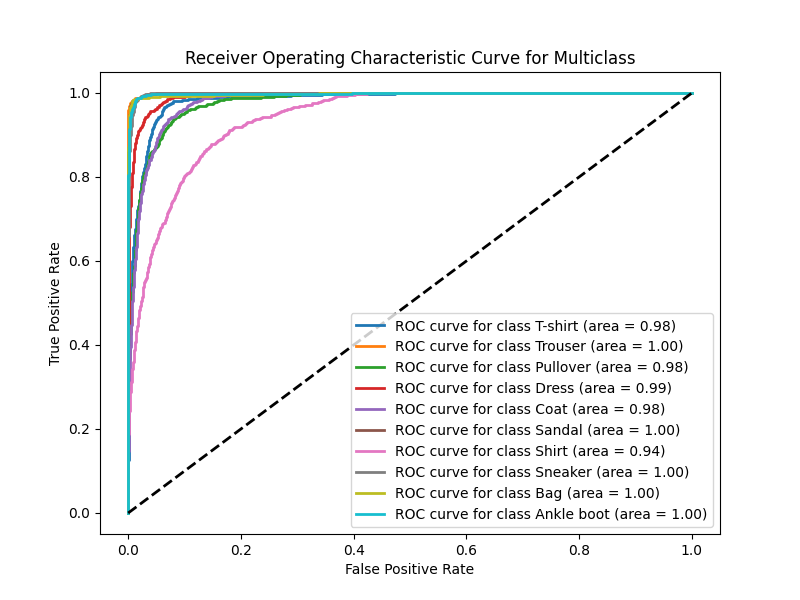 Receiver Operating Characteristic Curve for Multiclass
1.0
0.8
0.6
0.4
0.2
0.0
True Positive Rate
ROC curve for class T-shirt (area = 0.98)
ROC curve for class Trouser (area = 1.00)
ROC curve for class Pullover (area = 0.98)
ROC curve for class Dress (area = 0.99)
ROC curve for class Coat (area = 0.98)
ROC curve for class Sandal (area = 1.00)
ROC curve for class Shirt (area = 0.94)
ROC curve for class Sneaker (area = 1.00)
ROC curve for class Bag (area = 1.00)
ROC curve for class Ankle boot (area = 1.00)
0.0 0.2 0.4 0.6 0.8 1.0
False Positive Rate